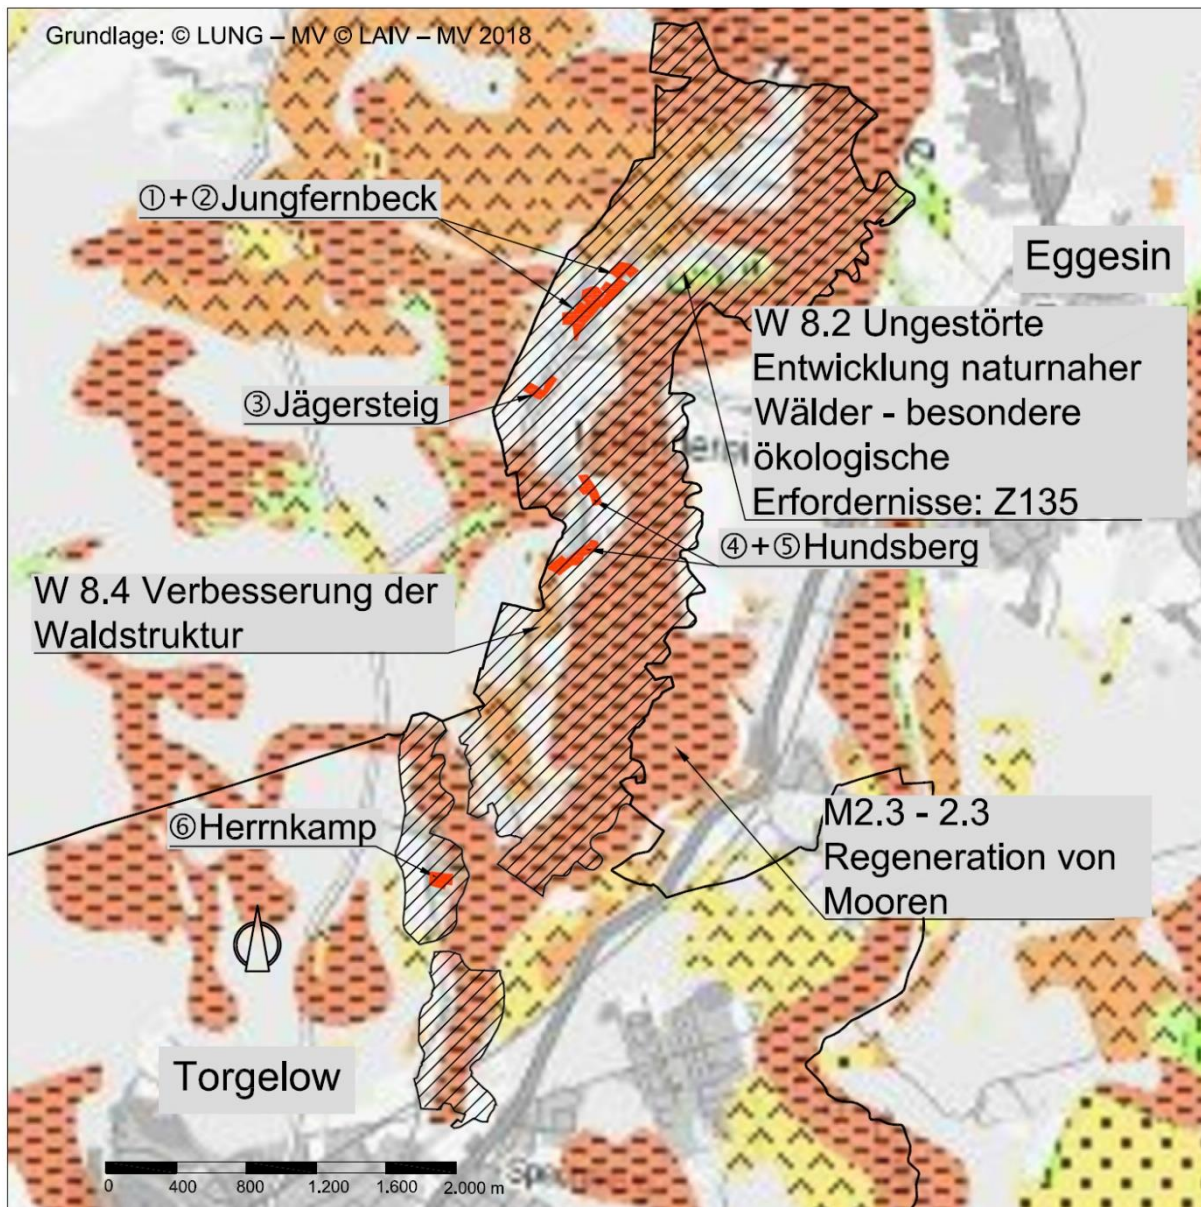 Grundlage: © LUNG – MV © LAIV – MV 2018
①+②Jungfernbeck
Eggesin
W 8.2 Ungestörte
Entwicklung naturnaher
Wälder - besondere
ökologische
Erfordernisse: Z135
③Jägersteig
④+⑤Hundsberg
W 8.4 Verbesserung der
Waldstruktur
M2.3 - 2.3
Regeneration von
Mooren
⑥Herrnkamp
Torgelow
0 400 800 1.200 1.600 2.000 m